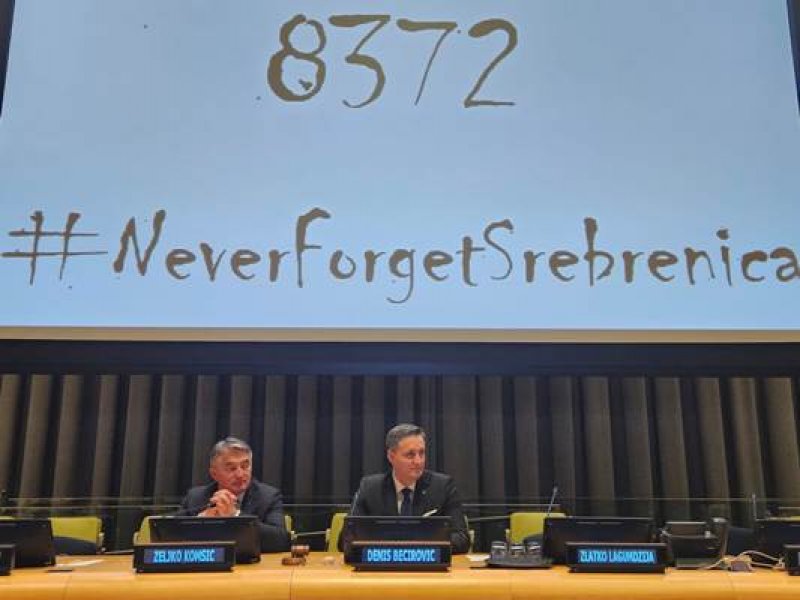 8372
#NeverForgetSrebrenica
ZELJKO KOMSIC
DENIS BECIROVIC
ZLATKO LAGUMDZIJA